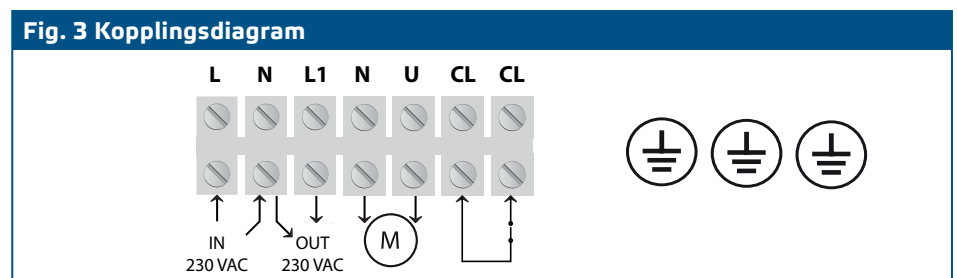 Fig. 3 Kopplingsdiagram
L N L1 N U CL CL
IN OUT M
230 VAC 230 VAC